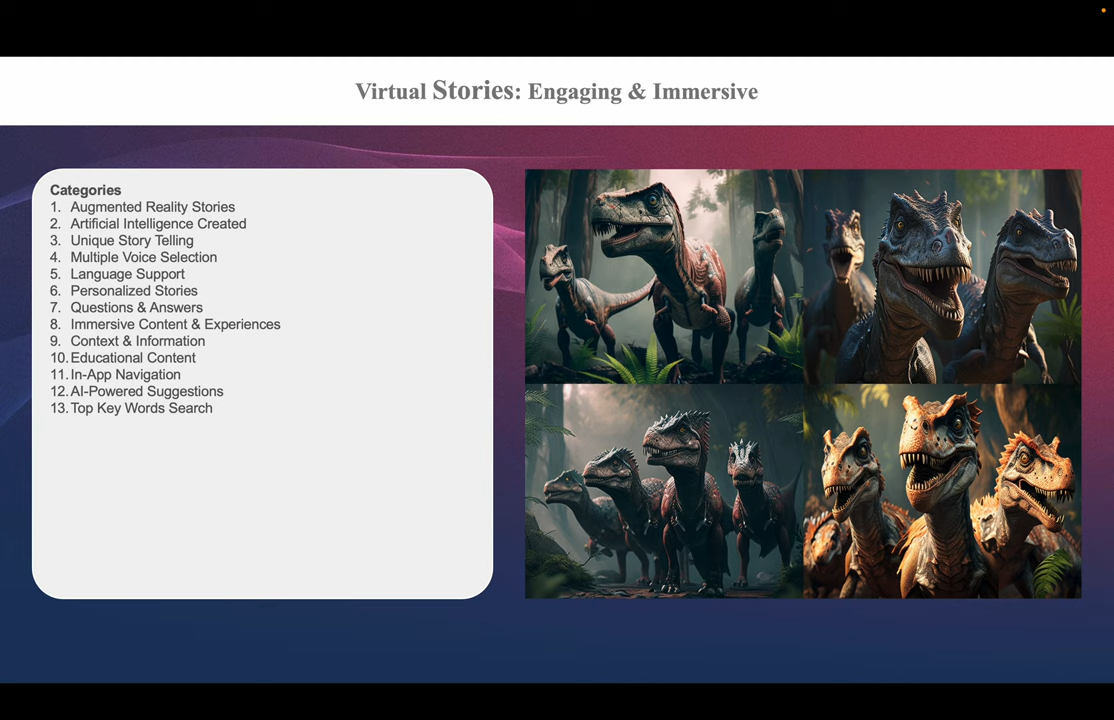 Virtual Stories: Engaging & Immersive
Categories
1. Augmented Reality Stories
2. Artificial Intelligence Created
3. Unique Story Telling
4. Multiple Voice Selection
5. Language Support
6. Personalized Stories
7. Questions & Answers
8. Immersive Content & Experiences
9. Context & Information
10. Educational Content
11. In-App Navigation
12. AI-Powered Suggestions
13. Top Key Words Search